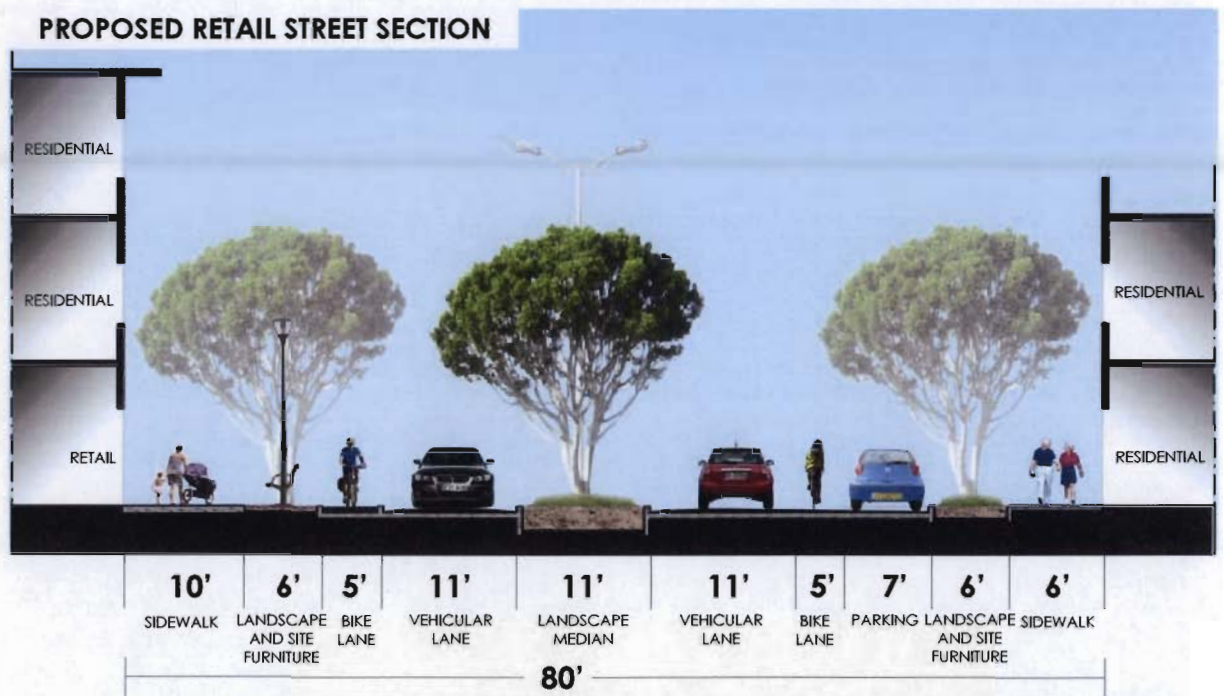 PROPOSED RETAIL STREET SECTION
RESIDENTIAL
RESIDENTIAL
RETAIL
RESIDENTIAL
RESIDENTIAL
10' 6' 5' 11' 11' 11' 5' 7' 6' 6'
SIDEWALK LANDSCAPE BIKE VEHICULAR LANDSCAPE VEHICULAR BIKE PARKING LANDSCAPE SIDEWALK
AND SITE LANE LANE MEDIAN LANE LANE AND SITE
FURNITURE FURNITURE
80'